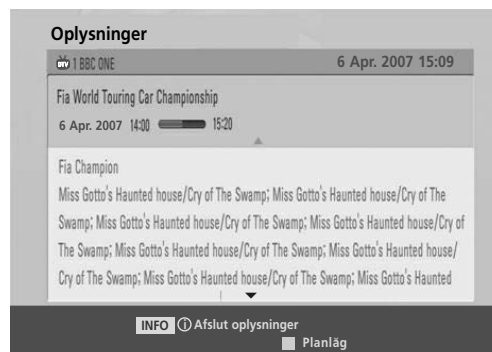 Oplysninger
DTV 1 BBC ONE 6 Apr. 2007 15:09
Fia World Touring Car Championship
6 Apr. 2007 14:00 15:20
Fia Champion
Miss Gotto's Haunted house/Cry of The Swamp; Miss Gotto's Haunted house/Cry of The
Swamp; Miss Gotto's Haunted house/Cry of The Swamp; Miss Gotto's Haunted house/Cry of
The Swamp; Miss Gotto's Haunted house/Cry of The Swamp; Miss Gotto's Haunted house/
Cry of The Swamp; Miss Gotto's Haunted house/Cry of The Swamp; Miss Gotto's Haunted
INFO ⓘ Afslut oplysninger
Planlåg